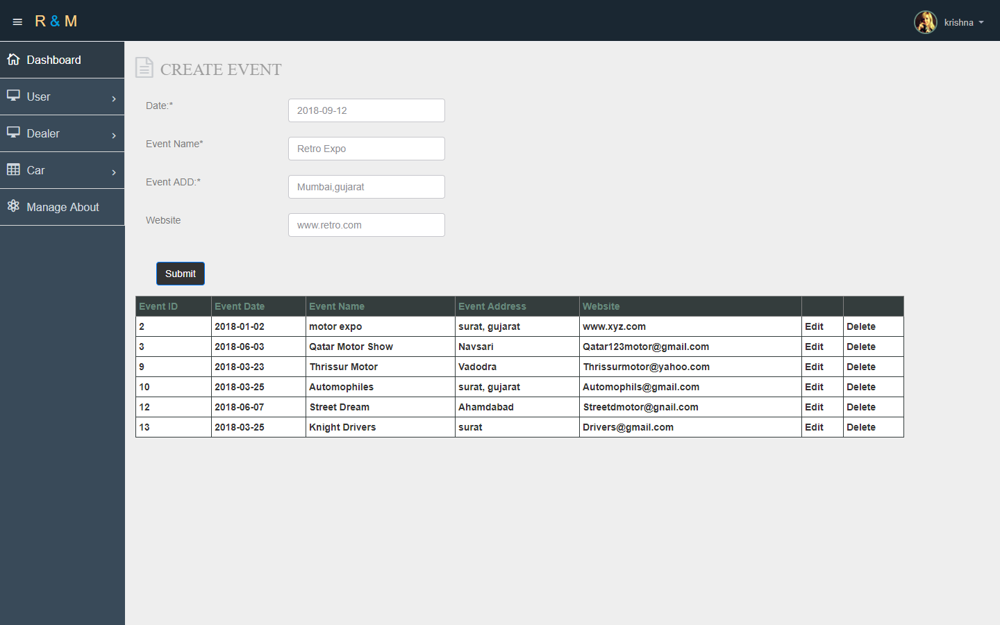 R & M
krishna
Dashboard
User
Dealer
Car
Manage About
CREATE EVENT
Date:* 2018-09-12
Event Name* Retro Expo
Event ADD:* Mumbai,gujarat
Website www.retro.com
Submit
Event ID Event Date Event Name Event Address Website
2 2018-01-02 motor expo surat, gujarat www.xyz.com Edit Delete
3 2018-06-03 Qatar Motor Show Navsari Qatar123motor@gmail.com Edit Delete
9 2018-03-23 Thrissur Motor Vadodra Thrissurmotor@yahoo.com Edit Delete
10 2018-03-25 Automophiles surat, gujarat Automophils@gmail.com Edit Delete
12 2018-06-07 Street Dream Ahamdabad Streetdmotor@gnail.com Edit Delete
13 2018-03-25 Knight Drivers surat Drivers@gmail.com Edit Delete